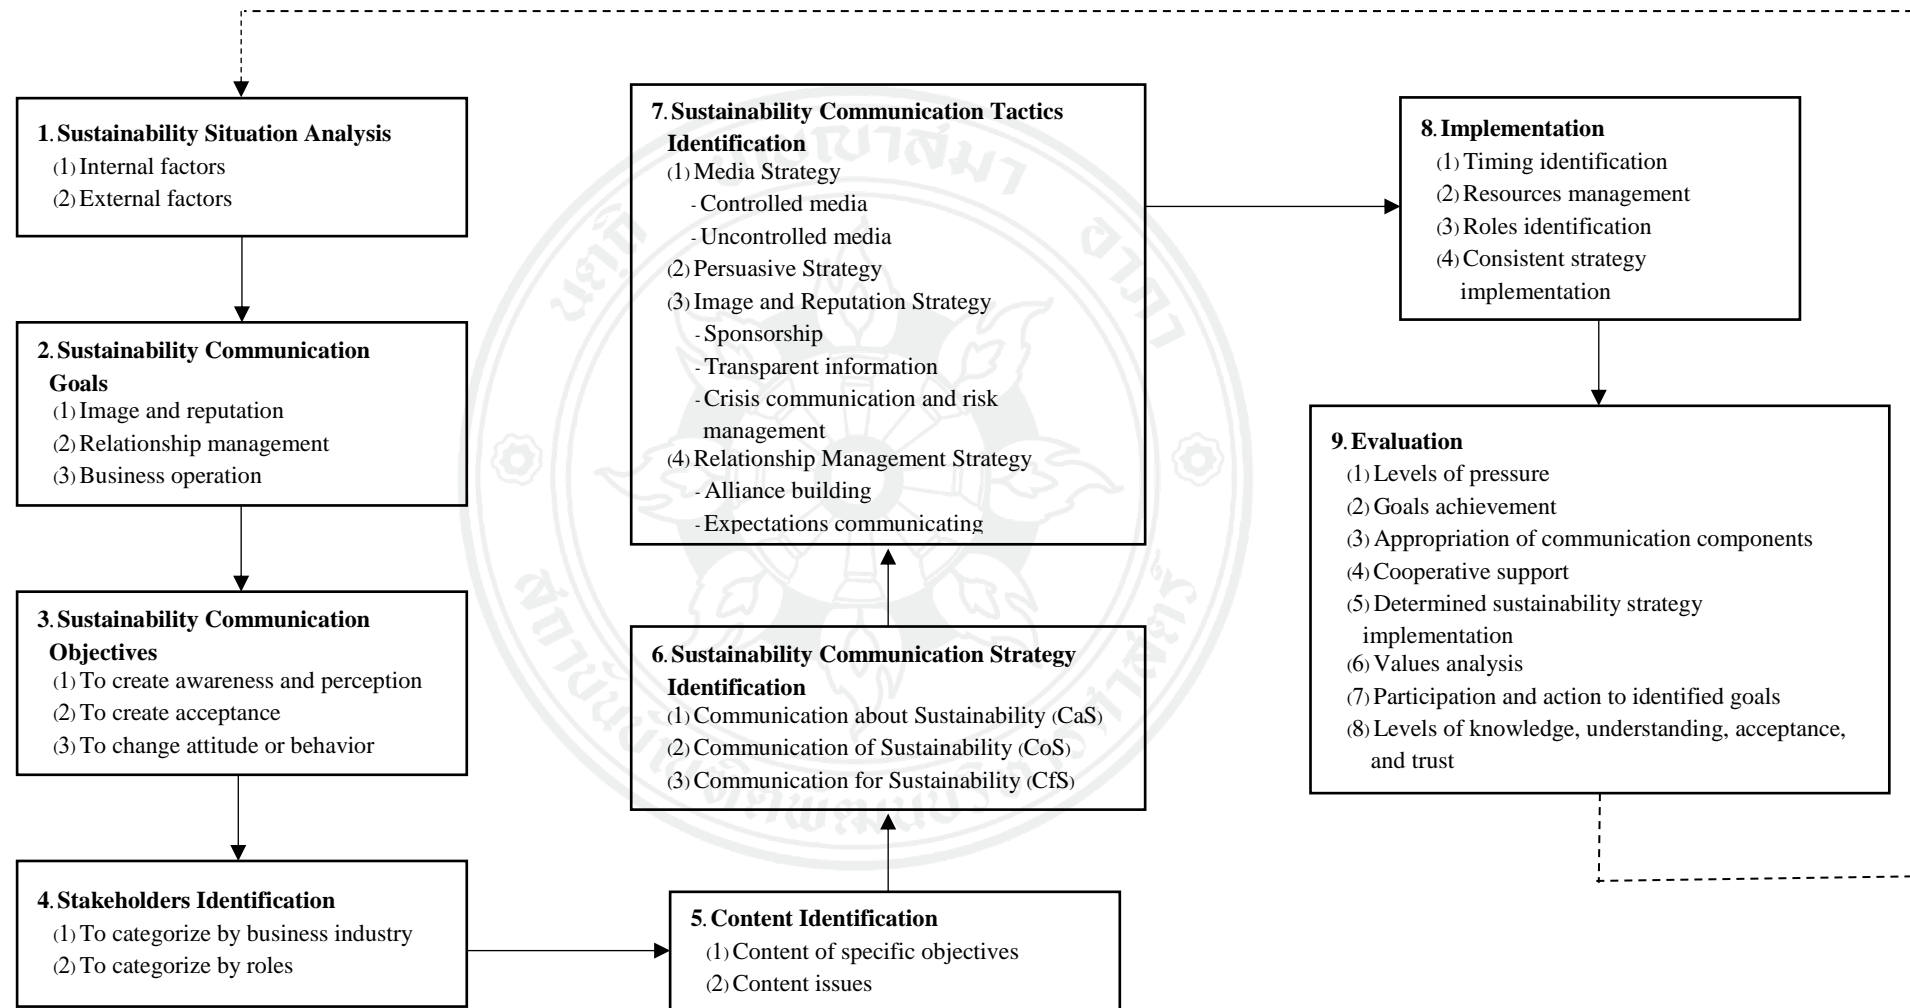 1. Sustainability Situation Analysis
(1) Internal factors
(2) External factors
2. Sustainability Communication
Goals
(1) Image and reputation
(2) Relationship management
(3) Business operation
3. Sustainability Communication
Objectives
(1) To create awareness and perception
(2) To create acceptance
(3) To change attitude or behavior
4. Stakeholders Identification
(1) To categorize by business industry
(2) To categorize by roles
5. Content Identification
(1) Content of specific objectives
(2) Content issues
6. Sustainability Communication Strategy
Identification
(1) Communication about Sustainability (CaS)
(2) Communication of Sustainability (CoS)
(3) Communication for Sustainability (CfS)
7. Sustainability Communication Tactics
Identification
(1) Media Strategy
- Controlled media
- Uncontrolled media
(2) Persuasive Strategy
(3) Image and Reputation Strategy
- Sponsorship
- Transparent information
- Crisis communication and risk
management
(4) Relationship Management Strategy
- Alliance building
- Expectations communicating
8. Implementation
(1) Timing identification
(2) Resources management
(3) Roles identification
(4) Consistent strategy
implementation
9. Evaluation
(1) Levels of pressure
(2) Goals achievement
(3) Appropriation of communication components
(4) Cooperative support
(5) Determined sustainability strategy
implementation
(6) Values analysis
(7) Participation and action to identified goals
(8) Levels of knowledge, understanding, acceptance,
and trust